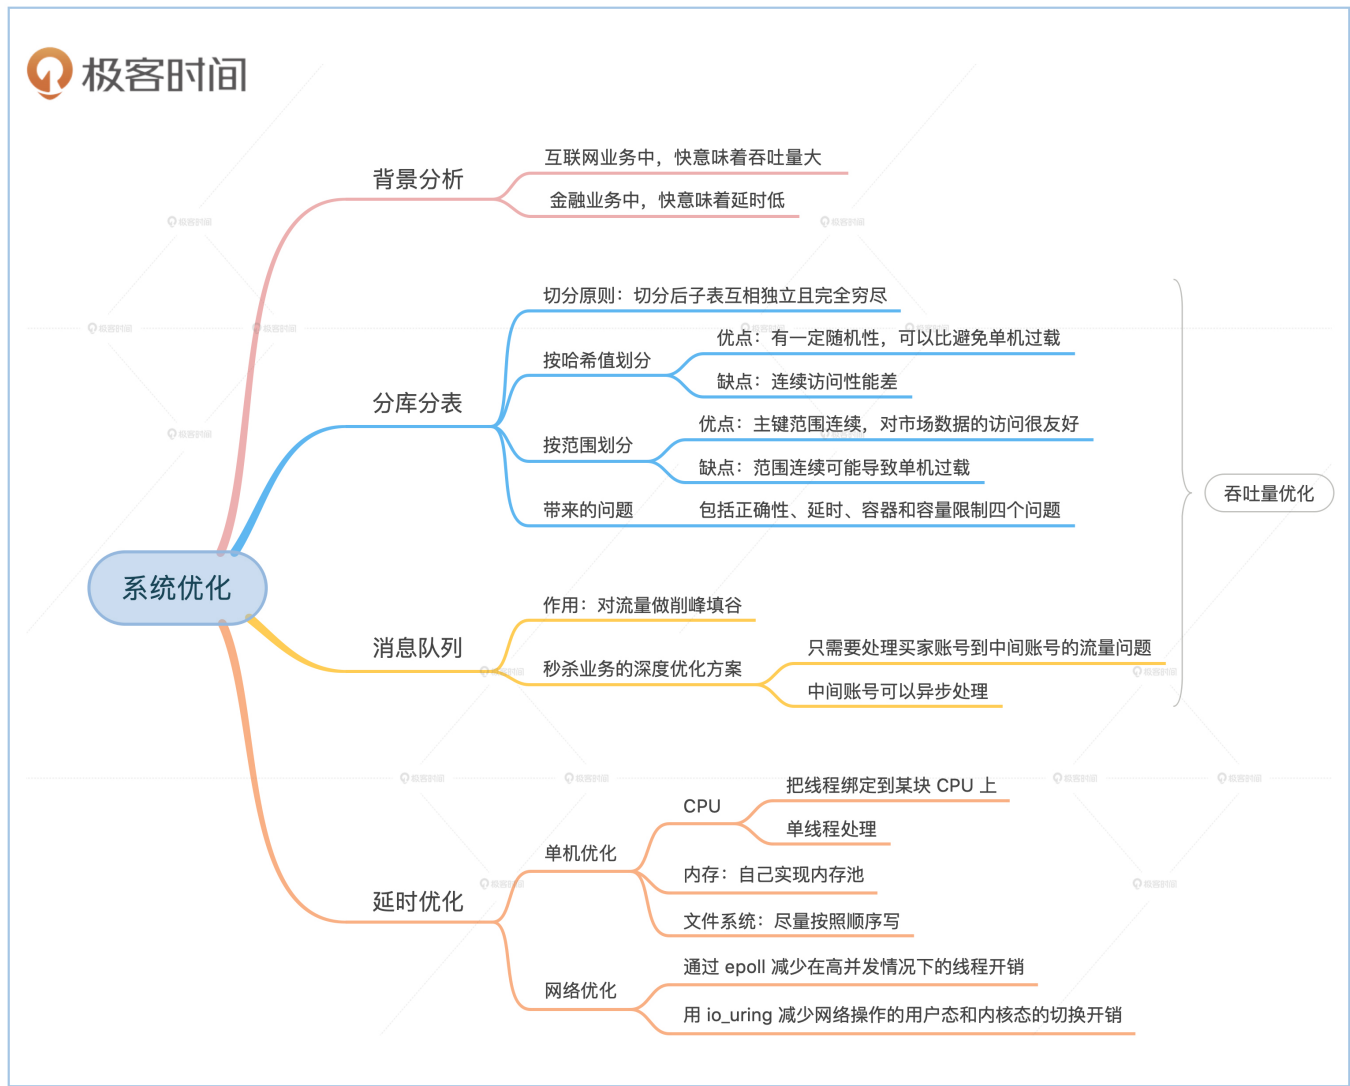 极客时间
系统优化
背景分析
互联网业务中，快意味着吞吐量大
金融业务中，快意味着延时低
分库分表
切分原则：切分后子表互相独立且完全穷尽
按哈希值划分
优点：有一定随机性，可以比避免单机过载
缺点：连续访问性能差
按范围划分
优点：主键范围连续，对市场数据的访问很友好
缺点：范围连续可能导致单机过载
带来的问题
包括正确性、延时、容器和容量限制四个问题
消息队列
作用：对流量做削峰填谷
秒杀业务的深度优化方案
只需要处理买家账号到中间账号的流量问题
中间账号可以异步处理
吞吐量优化
延时优化
单机优化
CPU
把线程绑定到某块 CPU 上
单线程处理
内存：自己实现内存池
文件系统：尽量按照顺序写
网络优化
通过 epoll 减少在高并发情况下的线程开销
用 io_uring 减少网络操作的用户态和内核态的切换开销